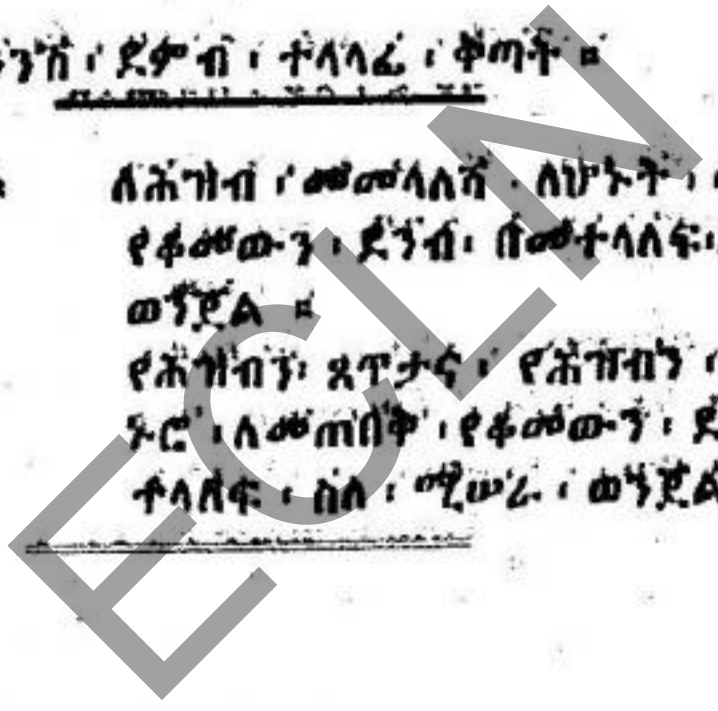 ደምብ ፡ ተላላፊ ፡ ቅጣት ።
ለሕዝብ ፡ መመላለሻ ፡ ለሆኑት ፡
የቆመውን ፡ ደንብ ፡ በመተላለፍ ፡
ወንጀል ።
የሕዝብን ፡ ጸጥታና ፡ የሕዝብን ፡
ኑሮ ፡ ለመጠበቅ ፡ የቆመውን ፡
ተላለፍ ፡ ስለ ፡ ሚሠራ ፡ ወንጀል
ECLN